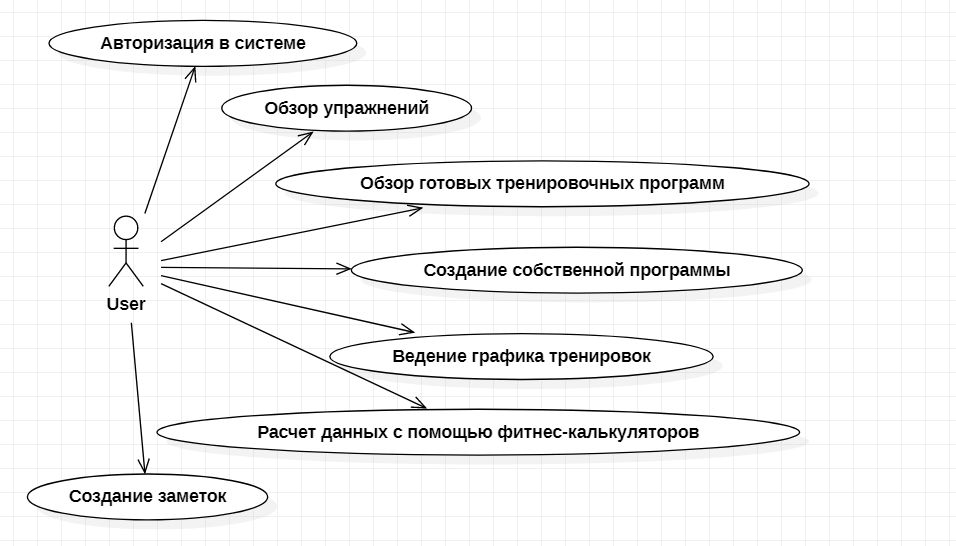 Авторизация в системе
Обзор упражнений
Обзор готовых тренировочных программ
Создание собственной программы
User
Ведение графика тренировок
Расчет данных с помощью фитнес-калькуляторов
Создание заметок